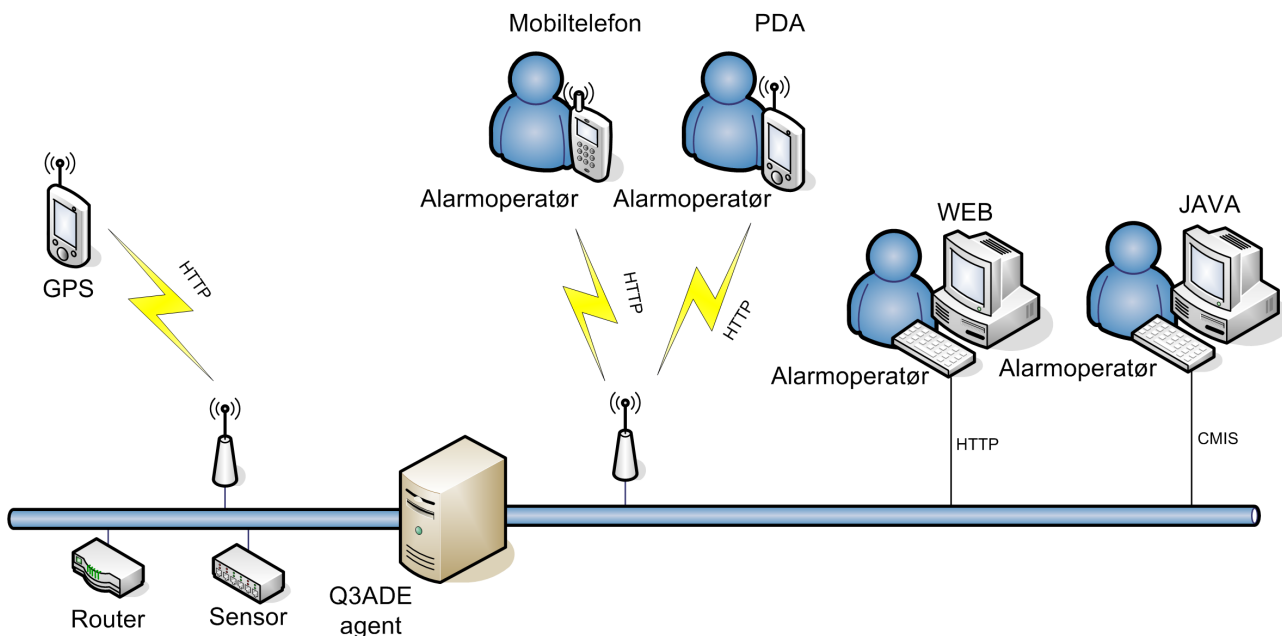 Mobiltelefon
PDA
Alarmoperatør
Alarmoperatør
WEB
JAVA
GPS
HTTP
HTTP
HTTP
Alarmoperatør
Alarmoperatør
HTTP
CMIS
Router
Sensor
Q3ADE
agent